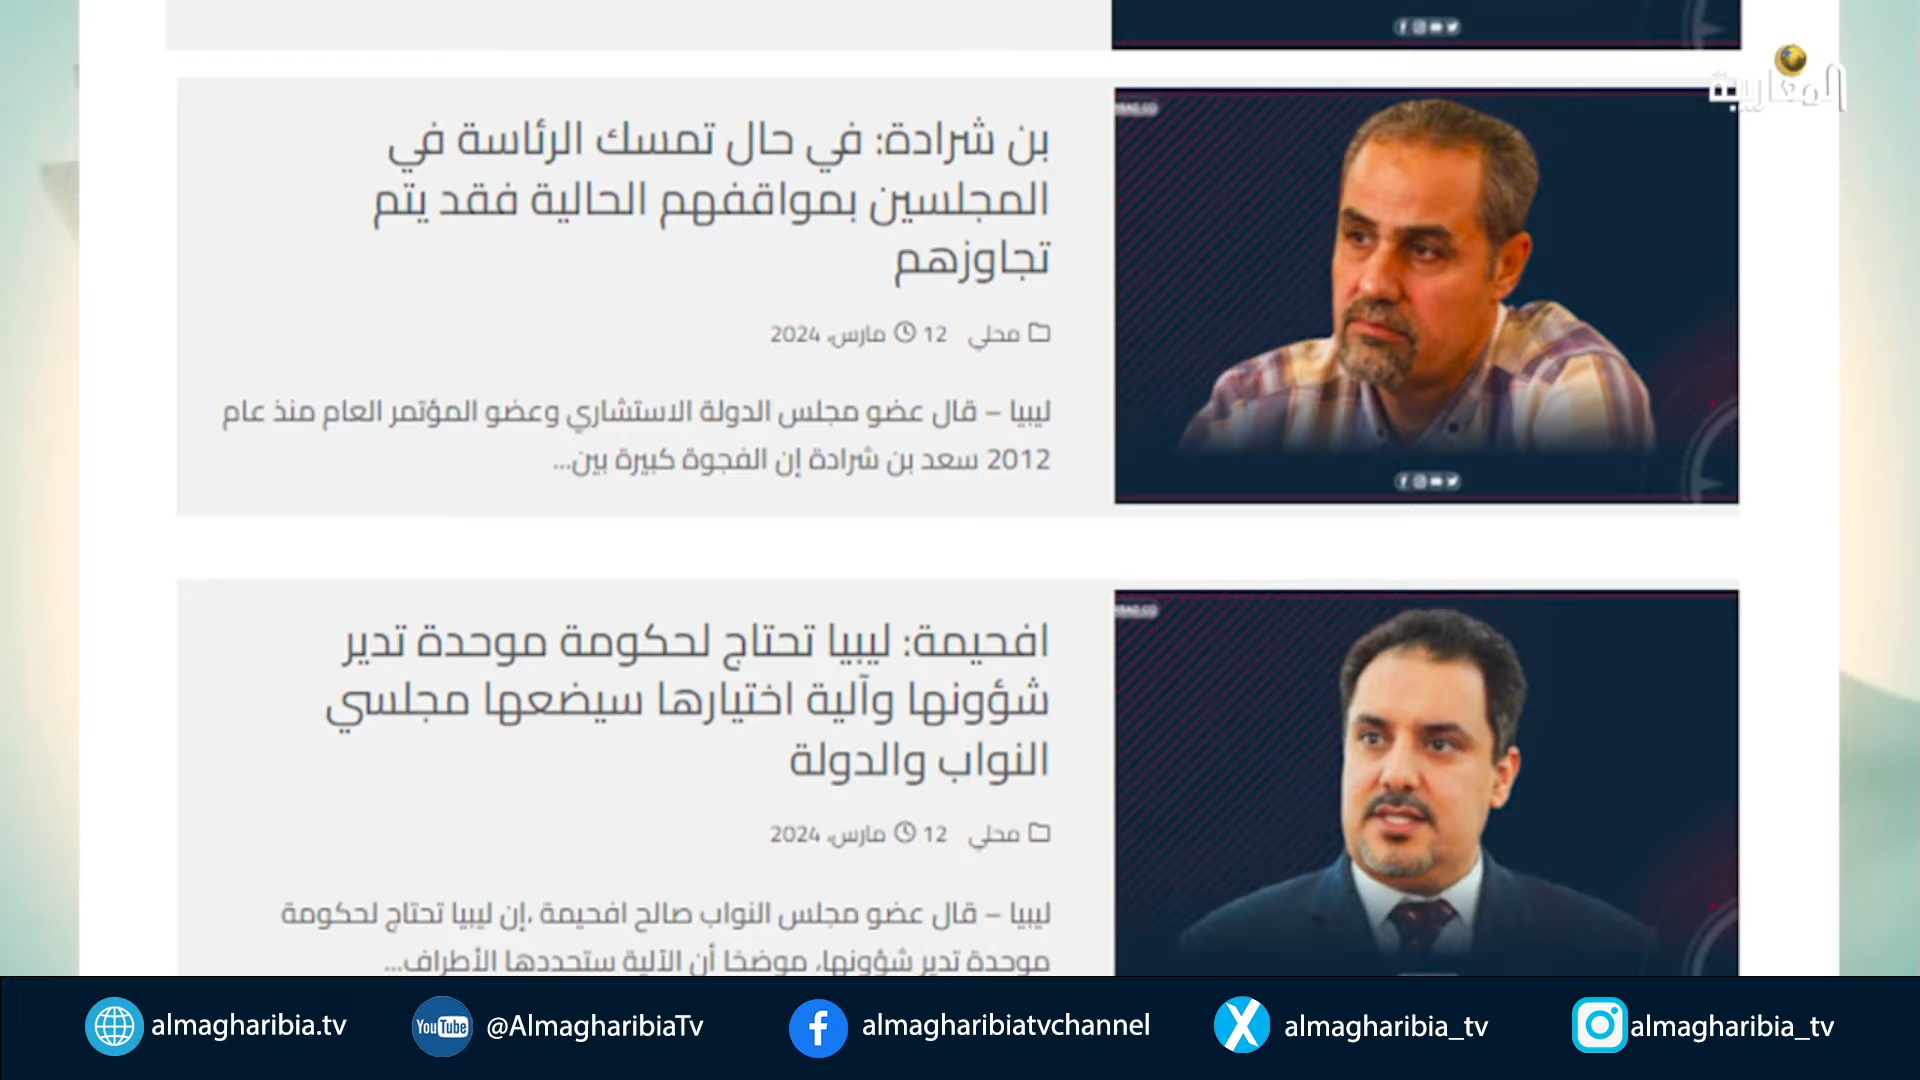 المغاربية
بن شرادة: في حال تمسك الرئاسة في
المجلسين بمواقفهم الحالية فقد يتم
تجاوزهم
محلي 12 مارس، 2024
ليبيا – قال عضو مجلس الدولة الاستشاري وعضو المؤتمر العام منذ عام
2012 سعد بن شرادة إن الفجوة كبيرة بين...
افحيمة: ليبيا تحتاج لحكومة موحدة تدير
شؤونها وآلية اختيارها سيضعها مجلسي
النواب والدولة
محلي 12 مارس، 2024
ليبيا – قال عضو مجلس النواب صالح افحيمة ،إن ليبيا تحتاج لحكومة
موحدة تدير شؤونها، موضحًا أن الآلية ستحددها الأطراف...
almagharibia.tv
YouTube @AlmagharibiaTv
almagharibiatvchannel
almagharibia_tv
almagharibia_tv